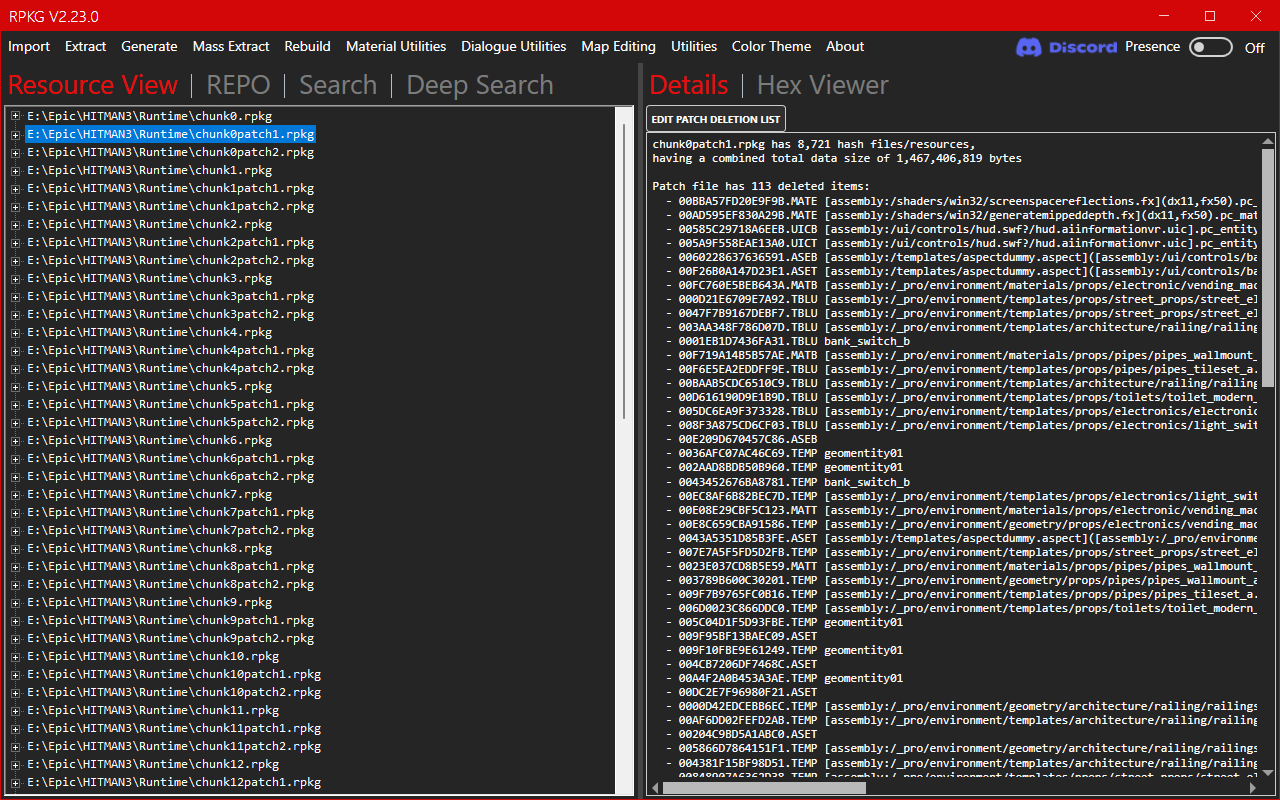 RPKG V2.23.0
Import Extract Generate Mass Extract Rebuild Material Utilities Dialogue Utilities Map Editing Utilities Color Theme About Discord Presence Off
Resource View | REPO | Search | Deep Search
E:\Epic\HITMAN3\Runtime\chunk0.rpkg
E:\Epic\HITMAN3\Runtime\chunk0patch1.rpkg
E:\Epic\HITMAN3\Runtime\chunk0patch2.rpkg
E:\Epic\HITMAN3\Runtime\chunk1.rpkg
E:\Epic\HITMAN3\Runtime\chunk1patch1.rpkg
E:\Epic\HITMAN3\Runtime\chunk1patch2.rpkg
E:\Epic\HITMAN3\Runtime\chunk2.rpkg
E:\Epic\HITMAN3\Runtime\chunk2patch1.rpkg
E:\Epic\HITMAN3\Runtime\chunk2patch2.rpkg
E:\Epic\HITMAN3\Runtime\chunk3.rpkg
E:\Epic\HITMAN3\Runtime\chunk3patch1.rpkg
E:\Epic\HITMAN3\Runtime\chunk3patch2.rpkg
E:\Epic\HITMAN3\Runtime\chunk4.rpkg
E:\Epic\HITMAN3\Runtime\chunk4patch1.rpkg
E:\Epic\HITMAN3\Runtime\chunk4patch2.rpkg
E:\Epic\HITMAN3\Runtime\chunk5.rpkg
E:\Epic\HITMAN3\Runtime\chunk5patch1.rpkg
E:\Epic\HITMAN3\Runtime\chunk5patch2.rpkg
E:\Epic\HITMAN3\Runtime\chunk6.rpkg
E:\Epic\HITMAN3\Runtime\chunk6patch1.rpkg
E:\Epic\HITMAN3\Runtime\chunk6patch2.rpkg
E:\Epic\HITMAN3\Runtime\chunk7.rpkg
E:\Epic\HITMAN3\Runtime\chunk7patch1.rpkg
E:\Epic\HITMAN3\Runtime\chunk7patch2.rpkg
E:\Epic\HITMAN3\Runtime\chunk8.rpkg
E:\Epic\HITMAN3\Runtime\chunk8patch1.rpkg
E:\Epic\HITMAN3\Runtime\chunk8patch2.rpkg
E:\Epic\HITMAN3\Runtime\chunk9.rpkg
E:\Epic\HITMAN3\Runtime\chunk9patch1.rpkg
E:\Epic\HITMAN3\Runtime\chunk9patch2.rpkg
E:\Epic\HITMAN3\Runtime\chunk10.rpkg
E:\Epic\HITMAN3\Runtime\chunk10patch1.rpkg
E:\Epic\HITMAN3\Runtime\chunk10patch2.rpkg
E:\Epic\HITMAN3\Runtime\chunk11.rpkg
E:\Epic\HITMAN3\Runtime\chunk11patch1.rpkg
E:\Epic\HITMAN3\Runtime\chunk11patch2.rpkg
E:\Epic\HITMAN3\Runtime\chunk12.rpkg
E:\Epic\HITMAN3\Runtime\chunk12patch1.rpkg
Details | Hex Viewer
EDIT PATCH DELETION LIST
chunk0patch1.rpkg has 8,721 hash files/resources,
having a combined total data size of 1,467,406,819 bytes
Patch file has 113 deleted items:
- 00BBA57FD20E9F9B.MATE [assembly:/shaders/win32/screenspacereflections.fx](dx11,fx50).pc_
- 00AD595EF830A29B.MATE [assembly:/shaders/win32/generatemippeddepth.fx](dx11,fx50).pc_mat
- 00585C29718A6EEB.UICB [assembly:/ui/controls/hud.swf?/hud.aiinformationvr.uic].pc_entity
- 005A9F558EAE13A0.UICT [assembly:/ui/controls/hud.swf?/hud.aiinformationvr.uic].pc_entity
- 0060228637636591.ASEB [assembly:/templates/aspectdummy.aspect]([assembly:/ui/controls/ba
- 00F26B0A147D23E1.ASET [assembly:/templates/aspectdummy.aspect]([assembly:/ui/controls/ba
- 00FC760E5BEB643A.MATB [assembly:/_pro/environment/materials/props/electronic/vending_mac
- 000D21E6709E7A92.TBLU [assembly:/_pro/environment/templates/props/street_props/street_el
- 0047F7B9167DEBF7.TBLU [assembly:/_pro/environment/templates/props/street_props/street_el
- 003AA348F786D07D.TBLU [assembly:/_pro/environment/templates/architecture/railing/railing
- 0001EB1D7436FA31.TBLU bank_switch_b
- 00F719A14B5B57AE.MATB [assembly:/_pro/environment/materials/props/pipes/pipes_wallmount_
- 00F6E5EA2EDDFF9E.TBLU [assembly:/_pro/environment/templates/props/pipes/pipes_tileset_a.
- 00BAAB5CDC6510C9.TBLU [assembly:/_pro/environment/templates/architecture/railing/railing
- 00D616190D9E1B9D.TBLU [assembly:/_pro/environment/templates/props/toilets/toilet_modern_
- 005DC6EA9F373328.TBLU [assembly:/_pro/environment/templates/props/electronics/electronic
- 008F3A875CD6CF03.TBLU [assembly:/_pro/environment/templates/props/electronics/light_swit
- 00E209D670457C86.ASEB
- 0036AFC07AC46C69.TEMP geomentity01
- 002AAD8BDB50B960.TEMP geomentity01
- 0043452676BA8781.TEMP bank_switch_b
- 00EC8AF6B82BEC7D.TEMP [assembly:/_pro/environment/templates/props/electronics/light_swit
- 00E08E29CBF5C123.MATT [assembly:/_pro/environment/materials/props/electronic/vending_mac
- 00E8C659CBA91586.TEMP [assembly:/_pro/environment/geometry/props/electronics/vending_mac
- 0043A5351D85B3FE.ASET [assembly:/templates/aspectdummy.aspect]([assembly:/_pro/environme
- 007E7A5F5FD5D2FB.TEMP [assembly:/_pro/environment/templates/props/street_props/street_el
- 0023E037CD8B5E59.MATT [assembly:/_pro/environment/materials/props/pipes/pipes_wallmount_
- 003789B600C30201.TEMP [assembly:/_pro/environment/geometry/props/pipes/pipes_wallmount_a
- 009F7B9765FC0B16.TEMP [assembly:/_pro/environment/templates/props/pipes/pipes_tileset_a.
- 006D0023C866DDC0.TEMP [assembly:/_pro/environment/templates/props/toilets/toilet_modern_
- 005C04D1F5D93FBE.TEMP geomentity01
- 009F95BF13BAEC09.ASET
- 009F10FBE9E61249.TEMP geomentity01
- 004CB7206DF7468C.ASET
- 00A4F2A0B453A3AE.TEMP geomentity01
- 00DC2E7F96980F21.ASET
- 0000D42EDCEBB6EC.TEMP [assembly:/_pro/environment/geometry/architecture/railing/railings
- 00AF6DD02FEFD2AB.TEMP [assembly:/_pro/environment/templates/architecture/railing/railing
- 00204C9BD5A1ABC0.ASET
- 005866D7864151F1.TEMP [assembly:/_pro/environment/geometry/architecture/railing/railings
- 004381F15BF98D51.TEMP [assembly:/_pro/environment/templates/architecture/railing/railing